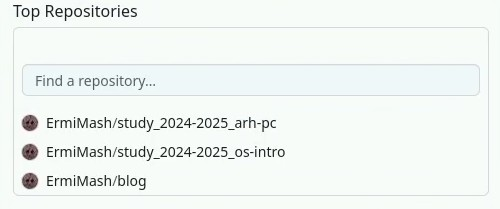 Top Repositories
Find a repository...
ErmiMash/study_2024-2025_arh-pc
ErmiMash/study_2024-2025_os-intro
ErmiMash/blog